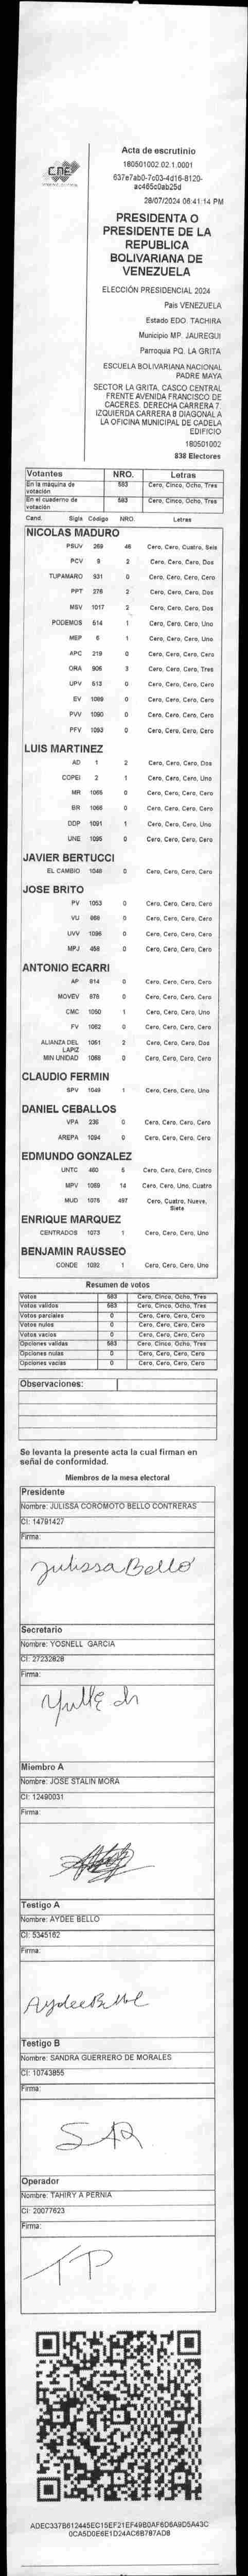 CNE
Acta de escrutinio
180501002.02.1.0001
637e7ab0-7c03-4d16-8120-
ac465c0ab25d
28/07/2024 06:41:14 PM
PRESIDENTA O
PRESIDENTE DE LA
REPUBLICA
BOLIVARIANA DE
VENEZUELA
ELECCIÓN PRESIDENCIAL 2024
País VENEZUELA
Estado EDO. TACHIRA
Municipio MP. JAUREGUI
Parroquia PQ. LA GRITA
ESCUELA BOLIVARIANA NACIONAL
PADRE MAYA
SECTOR LA GRITA, CASCO CENTRAL
FRENTE AVENIDA FRANCISCO DE
CACERES. DERECHA CARRERA 7.
IZQUIERDA CARRERA 8 DIAGONAL A
LA OFICINA MUNICIPAL DE CADELA
EDIFICIO
180501002
838 Electores
Votantes NRO. Letras
En la máquina de votación 583 Cero, Cinco, Ocho, Tres
En el cuaderno de votación 583 Cero, Cinco, Ocho, Tres
Cand. Sigla Código NRO. Letras
NICOLAS MADURO
PSUV 269 46 Cero, Cero, Cuatro, Seis
PCV 9 2 Cero, Cero, Cero, Dos
TUPAMARO 931 0 Cero, Cero, Cero, Cero
PPT 276 2 Cero, Cero, Cero, Dos
MSV 1017 2 Cero, Cero, Cero, Dos
PODEMOS 614 1 Cero, Cero, Cero, Uno
MEP 6 1 Cero, Cero, Cero, Uno
APC 219 0 Cero, Cero, Cero, Cero
ORA 906 3 Cero, Cero, Cero, Tres
UPV 613 0 Cero, Cero, Cero, Cero
EV 1089 0 Cero, Cero, Cero, Cero
PVV 1090 0 Cero, Cero, Cero, Cero
PFV 1093 0 Cero, Cero, Cero, Cero
LUIS MARTINEZ
AD 1 2 Cero, Cero, Cero, Dos
COPEI 2 1 Cero, Cero, Cero, Uno
MR 1065 0 Cero, Cero, Cero, Cero
BR 1066 0 Cero, Cero, Cero, Cero
DDP 1091 1 Cero, Cero, Cero, Uno
UNE 1095 0 Cero, Cero, Cero, Cero
JAVIER BERTUCCI
EL CAMBIO 1048 0 Cero, Cero, Cero, Cero
JOSE BRITO
PV 1053 0 Cero, Cero, Cero, Cero
VU 868 0 Cero, Cero, Cero, Cero
UVV 1096 0 Cero, Cero, Cero, Cero
MPJ 458 0 Cero, Cero, Cero, Cero
ANTONIO ECARRI
AP 914 0 Cero, Cero, Cero, Cero
MOVEV 878 0 Cero, Cero, Cero, Cero
CMC 1050 1 Cero, Cero, Cero, Uno
FV 1062 0 Cero, Cero, Cero, Cero
ALIANZA DEL LAPIZ 1051 2 Cero, Cero, Cero, Dos
MIN UNIDAD 1068 0 Cero, Cero, Cero, Cero
CLAUDIO FERMIN
SPV 1049 1 Cero, Cero, Cero, Uno
DANIEL CEBALLOS
VPA 236 0 Cero, Cero, Cero, Cero
AREPA 1094 0 Cero, Cero, Cero, Cero
EDMUNDO GONZALEZ
UNTC 460 5 Cero, Cero, Cero, Cinco
MPV 1069 14 Cero, Cero, Uno, Cuatro
MUD 1075 497 Cero, Cuatro, Nueve, Siete
ENRIQUE MARQUEZ
CENTRADOS 1073 1 Cero, Cero, Cero, Uno
BENJAMIN RAUSSEO
CONDE 1092 1 Cero, Cero, Cero, Uno
Resumen de votos
Votos 583 Cero, Cinco, Ocho, Tres
Votos válidos 583 Cero, Cinco, Ocho, Tres
Votos parciales 0 Cero, Cero, Cero, Cero
Votos nulos 0 Cero, Cero, Cero, Cero
Votos vacíos 0 Cero, Cero, Cero, Cero
Opciones validas 583 Cero, Cinco, Ocho, Tres
Opciones nulas 0 Cero, Cero, Cero, Cero
Opciones vacías 0 Cero, Cero, Cero, Cero
Observaciones:
Se levanta la presente acta la cual firman en
señal de conformidad.
Miembros de la mesa electoral
Presidente
Nombre: JULISSA COROMOTO BELLO CONTRERAS
CI: 14791427
Firma:
Julissa Bello
Secretario
Nombre: YOSNELL GARCIA
CI: 27232828
Firma:
Miembro A
Nombre: JOSE STALIN MORA
CI: 12490031
Firma:
Testigo A
Nombre: AYDEE BELLO
CI: 5345162
Firma:
Aydee Bello
Testigo B
Nombre: SANDRA GUERRERO DE MORALES
CI: 10743855
Firma:
Operador
Nombre: TAHIRY A PERNIA
CI: 20077623
Firma:
TP
ADEC337B612445EC15EF21EF49B0AF6D6A9D5A43C
0CA5D0E6E1D24AC6B787AD8